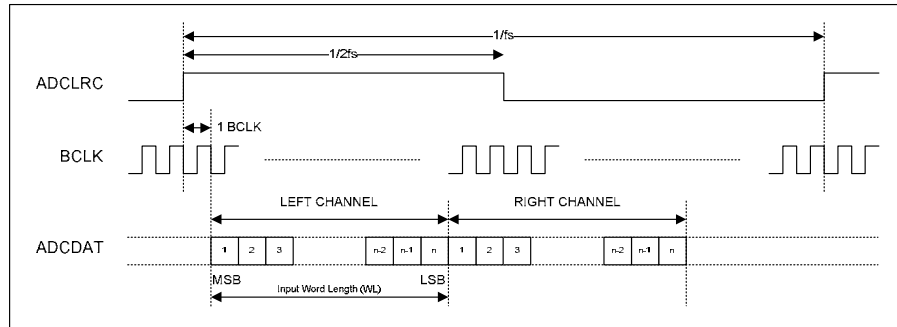 1/fs
1/2fs
ADCLRC
1 BCLK
BCLK
LEFT CHANNEL
RIGHT CHANNEL
ADCDAT
1 2 3 n-2 n-1 n 1 2 3 n-2 n-1 n
MSB
LSB
Input Word Length (WL)